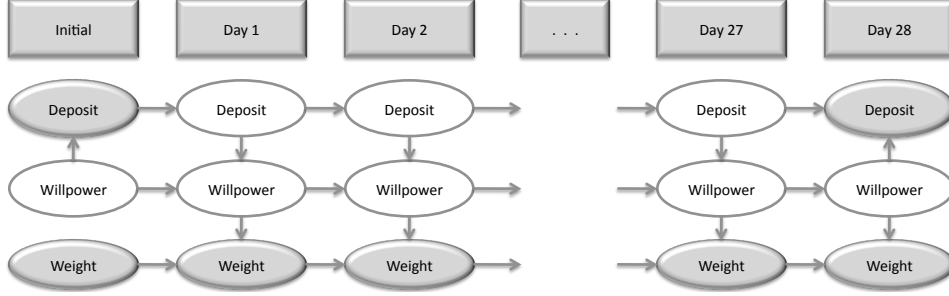 Initial Day 1 Day 2 . . . Day 27 Day 28
Deposit Deposit Deposit Deposit Deposit
Willpower Willpower Willpower Willpower Willpower
Weight Weight Weight Weight Weight